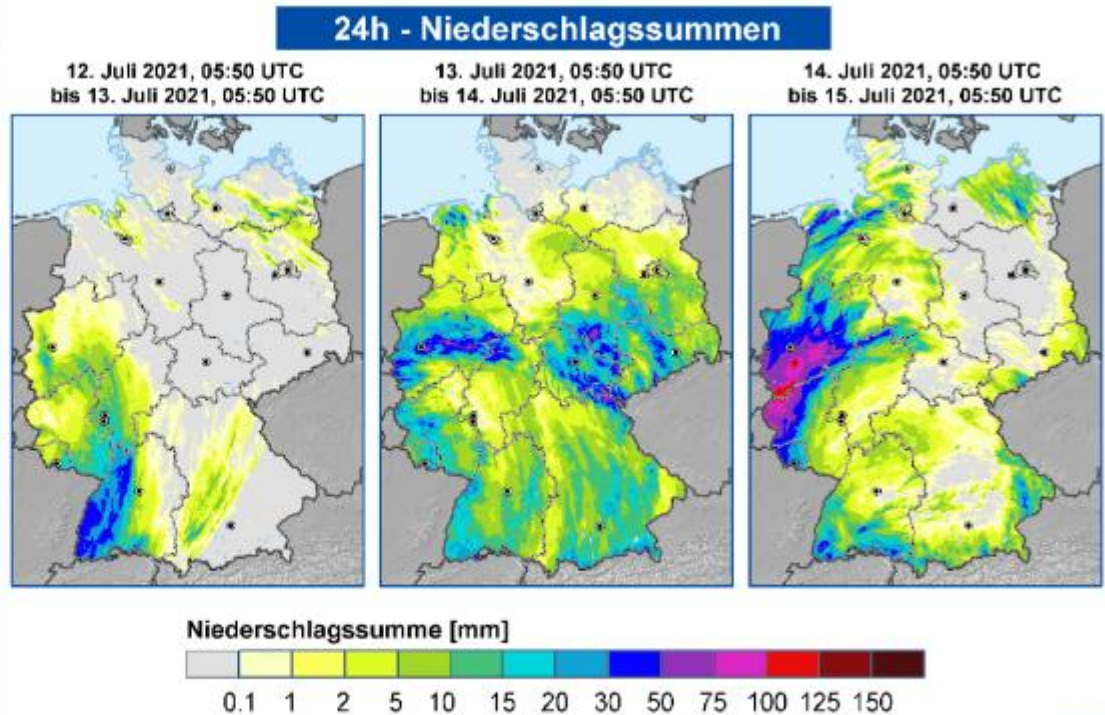 24h - Niederschlagssummen
12. Juli 2021, 05:50 UTC
bis 13. Juli 2021, 05:50 UTC
13. Juli 2021, 05:50 UTC
bis 14. Juli 2021, 05:50 UTC
14. Juli 2021, 05:50 UTC
bis 15. Juli 2021, 05:50 UTC
Niederschlagssumme [mm]
0.1 1 2 5 10 15 20 30 50 75 100 125 150